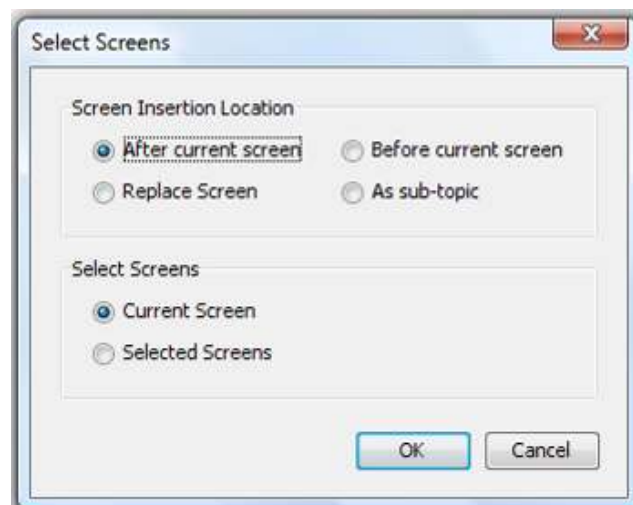 Select Screens
Screen Insertion Location
After current screen Before current screen
Replace Screen As sub-topic
Select Screens
Current Screen
Selected Screens
OK Cancel